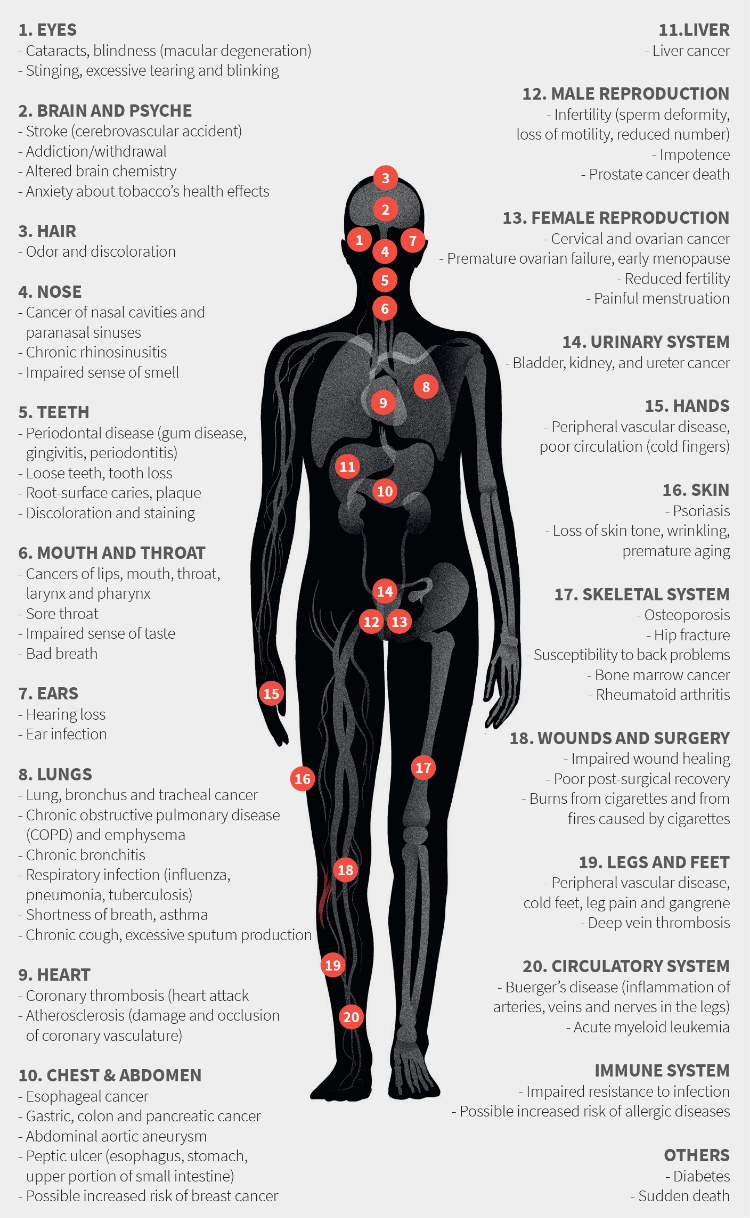 1. EYES
- Cataracts, blindness (macular degeneration)
- Stinging, excessive tearing and blinking
2. BRAIN AND PSYCHE
- Stroke (cerebrovascular accident)
- Addiction/withdrawal
- Altered brain chemistry
- Anxiety about tobacco's health effects
3. HAIR
- Odor and discoloration
4. NOSE
- Cancer of nasal cavities and
paranasal sinuses
- Chronic rhinosinusitis
- Impaired sense of smell
5. TEETH
- Periodontal disease (gum disease,
gingivitis, periodontitis)
- Loose teeth, tooth loss
- Root-surface caries, plaque
- Discoloration and staining
6. MOUTH AND THROAT
- Cancers of lips, mouth, throat,
larynx and pharynx
- Sore throat
- Impaired sense of taste
- Bad breath
7. EARS
- Hearing loss
- Ear infection
8. LUNGS
- Lung, bronchus and tracheal cancer
- Chronic obstructive pulmonary disease
(COPD) and emphysema
- Chronic bronchitis
- Respiratory infection (influenza,
pneumonia, tuberculosis)
- Shortness of breath, asthma
- Chronic cough, excessive sputum production
9. HEART
- Coronary thrombosis (heart attack
- Atherosclerosis (damage and occlusion
of coronary vasculature)
10. CHEST & ABDOMEN
- Esophageal cancer
- Gastric, colon and pancreatic cancer
- Abdominal aortic aneurysm
- Peptic ulcer (esophagus, stomach,
upper portion of small intestine)
- Possible increased risk of breast cancer
3
2
1
7
4
5
6
8
9
11
10
14
12
13
15
16
17
18
19
20
11.LIVER
- Liver cancer
12. MALE REPRODUCTION
- Infertility (sperm deformity,
loss of motility, reduced number)
- Impotence
- Prostate cancer death
13. FEMALE REPRODUCTION
- Cervical and ovarian cancer
- Premature ovarian failure, early menopause
- Reduced fertility
- Painful menstruation
14. URINARY SYSTEM
- Bladder, kidney, and ureter cancer
15. HANDS
- Peripheral vascular disease,
poor circulation (cold fingers)
16. SKIN
- Psoriasis
- Loss of skin tone, wrinkling,
premature aging
17. SKELETAL SYSTEM
- Osteoporosis
- Hip fracture
- Susceptibility to back problems
- Bone marrow cancer
- Rheumatoid arthritis
18. WOUNDS AND SURGERY
- Impaired wound healing
- Poor post-surgical recovery
- Burns from cigarettes and from
fires caused by cigarettes
19. LEGS AND FEET
- Peripheral vascular disease,
cold feet, leg pain and gangrene
- Deep vein thrombosis
20. CIRCULATORY SYSTEM
- Buerger's disease (inflammation of
arteries, veins and nerves in the legs)
- Acute myeloid leukemia
IMMUNE SYSTEM
- Impaired resistance to infection
- Possible increased risk of allergic diseases
OTHERS
- Diabetes
- Sudden death